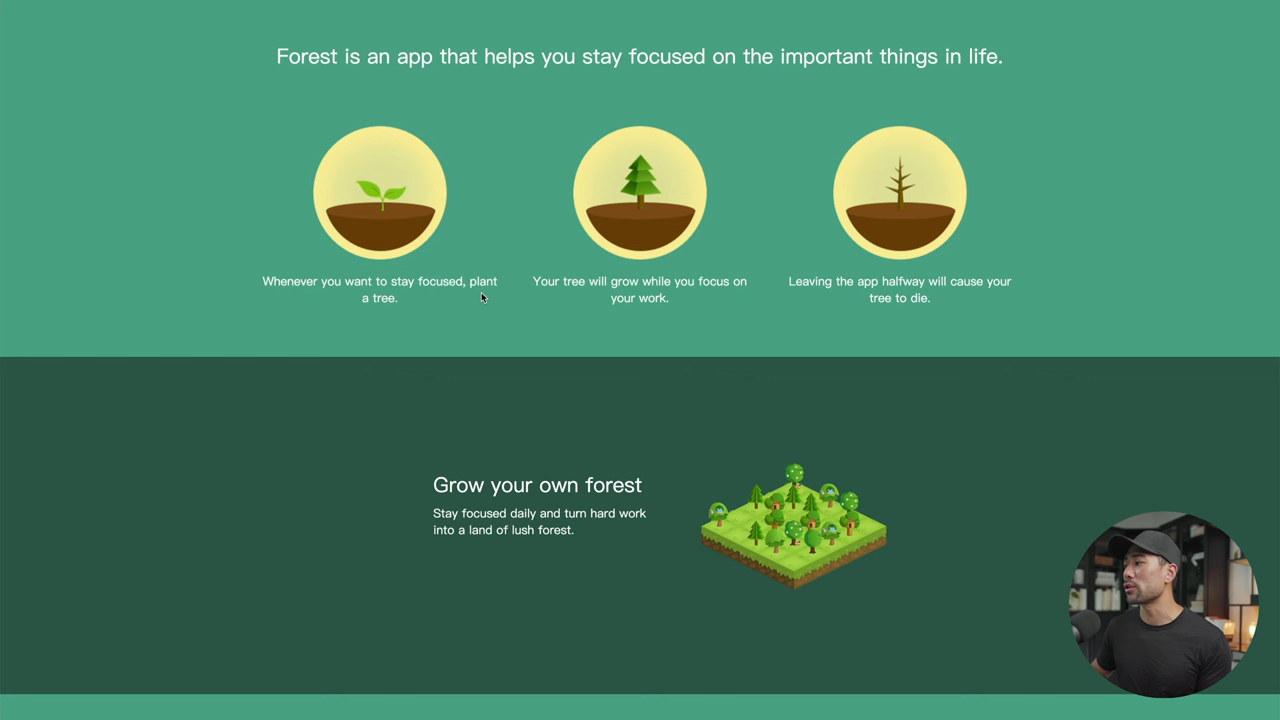 Forest is an app that helps you stay focused on the important things in life.
Whenever you want to stay focused, plant
a tree.
Your tree will grow while you focus on
your work.
Leaving the app halfway will cause your
tree to die.
Grow your own forest
Stay focused daily and turn hard work
into a land of lush forest.